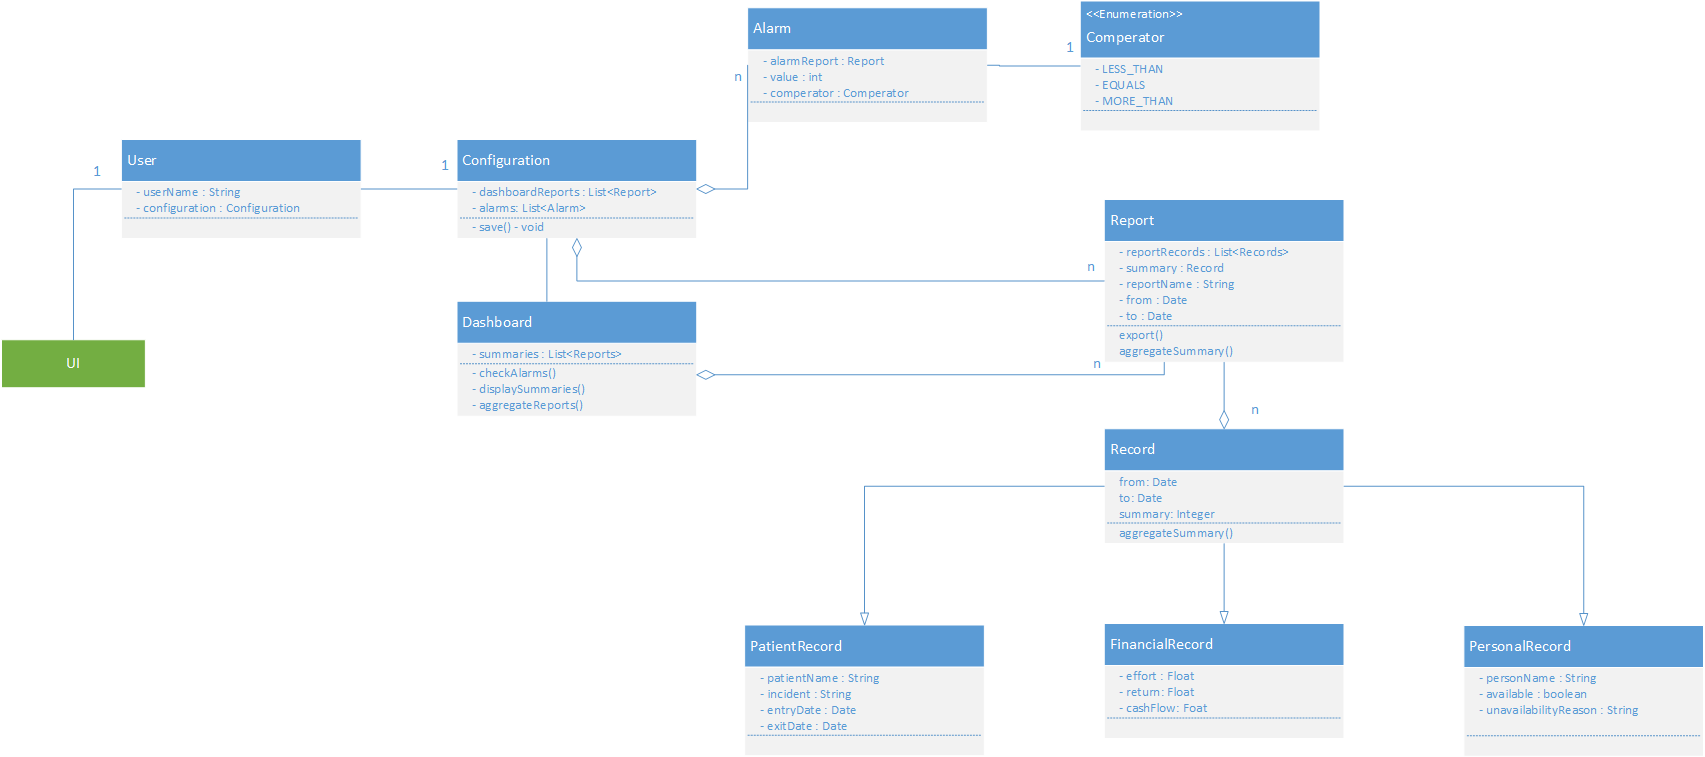 Alarm
- alarmReport : Report
- value : int
- comperator : Comperator
n
<<Enumeration>>
Comperator
1
- LESS_THAN
- EQUALS
- MORE_THAN
User
1
- userName : String
- configuration : Configuration
Configuration
1
- dashboardReports : List<Report>
- alarms: List<Alarm>
- save() - void
Report
- reportRecords : List<Records>
- summary : Record
- reportName : String
- from : Date
- to : Date
export()
aggregateSummary()
n
n
Dashboard
- summaries : List<Reports>
- checkAlarms()
- displaySummaries()
- aggregateReports()
UI
n
Record
from: Date
to: Date
summary: Integer
aggregateSummary()
PatientRecord
- patientName : String
- incident : String
- entryDate : Date
- exitDate : Date
FinancialRecord
- effort : Float
- return: Float
- cashFlow: Foat
PersonalRecord
- personName : String
- available : boolean
- unavailabilityReason : String